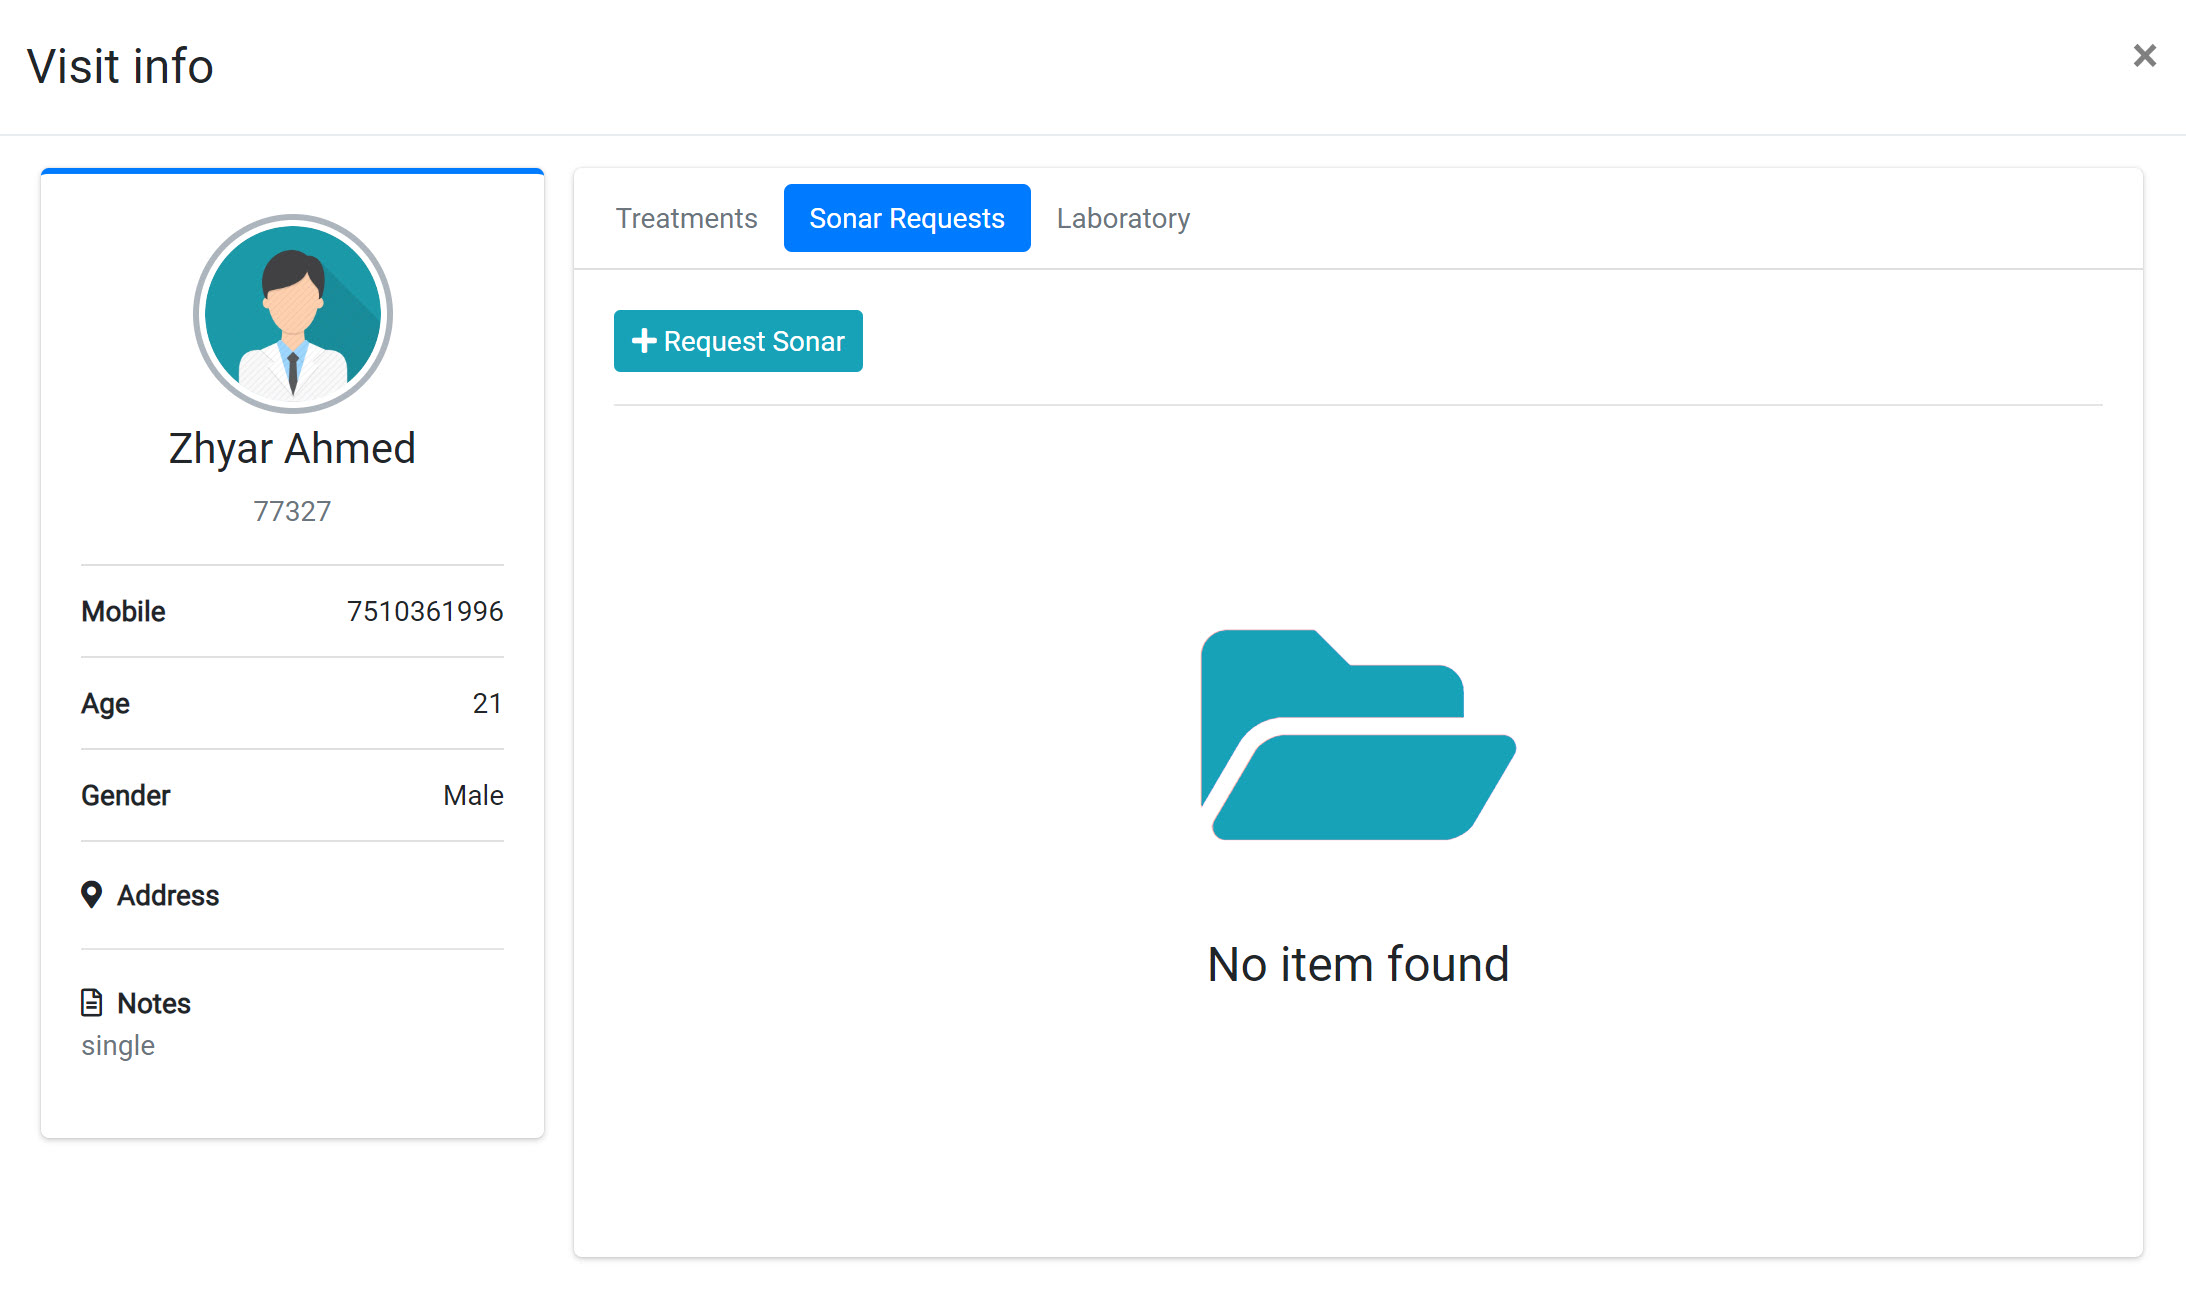 Visit info
Zhyar Ahmed
77327
Mobile 7510361996
Age 21
Gender Male
Address
Notes
single
Treatments Sonar Requests Laboratory
Request Sonar
No item found